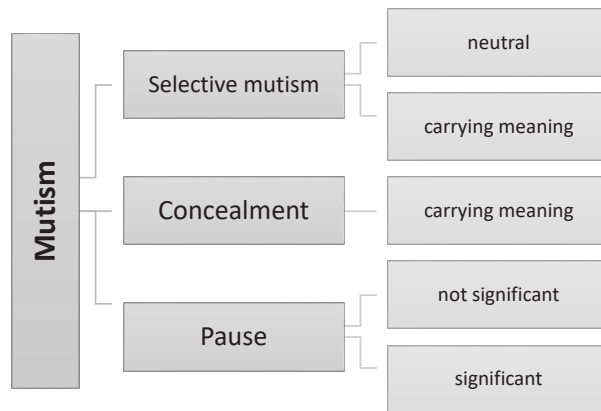 Mutism
Selective mutism
neutral
carrying meaning
Concealment
carrying meaning
Pause
not significant
significant